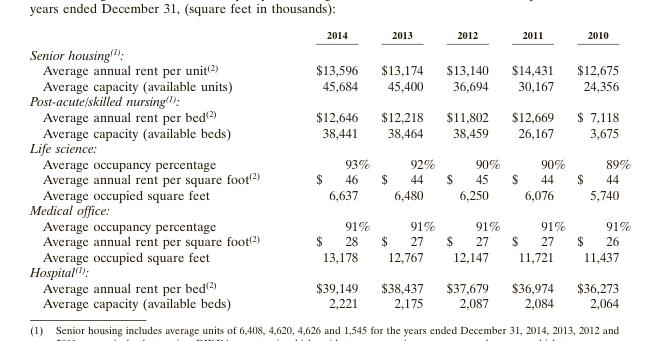 years ended December 31, (square feet in thousands):
2014 2013 2012 2011 2010
Senior housing(1):
Average annual rent per unit(2) $13,596 $13,174 $13,140 $14,431 $12,675
Average capacity (available units) 45,684 45,400 36,694 30,167 24,356
Post-acute/skilled nursing(1):
Average annual rent per bed(2) $12,646 $12,218 $11,802 $12,669 $ 7,118
Average capacity (available beds) 38,441 38,464 38,459 26,167 3,675
Life science:
Average occupancy percentage 93% 92% 90% 90% 89%
Average annual rent per square foot(2) $ 46 $ 44 $ 45 $ 44 $ 44
Average occupied square feet 6,637 6,480 6,250 6,076 5,740
Medical office:
Average occupancy percentage 91% 91% 91% 91% 91%
Average annual rent per square foot(2) $ 28 $ 27 $ 27 $ 27 $ 26
Average occupied square feet 13,178 12,767 12,147 11,721 11,437
Hospital(1):
Average annual rent per bed(2) $39,149 $38,437 $37,679 $36,974 $36,273
Average capacity (available beds) 2,221 2,175 2,087 2,084 2,064
(1) Senior housing includes average units of 6,408, 4,620, 4,626 and 1,545 for the years ended December 31, 2014, 2013, 2012 and